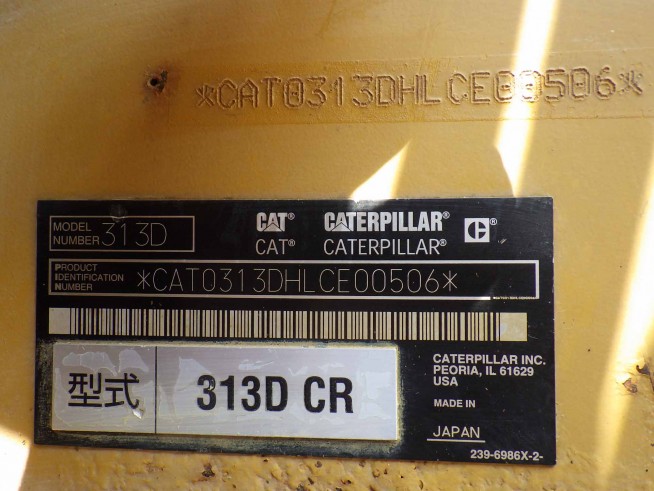 *CAT0313DHLCE00506*
MODEL NUMBER 313D
CAT® CATERPILLAR® C®
CAT® CATERPILLAR®
PRODUCT IDENTIFICATION NUMBER *CAT0313DHLCE00506*
型式 313D CR
CATERPILLAR INC.
PEORIA, IL 61629
USA
MADE IN
JAPAN
239-6986X-2-